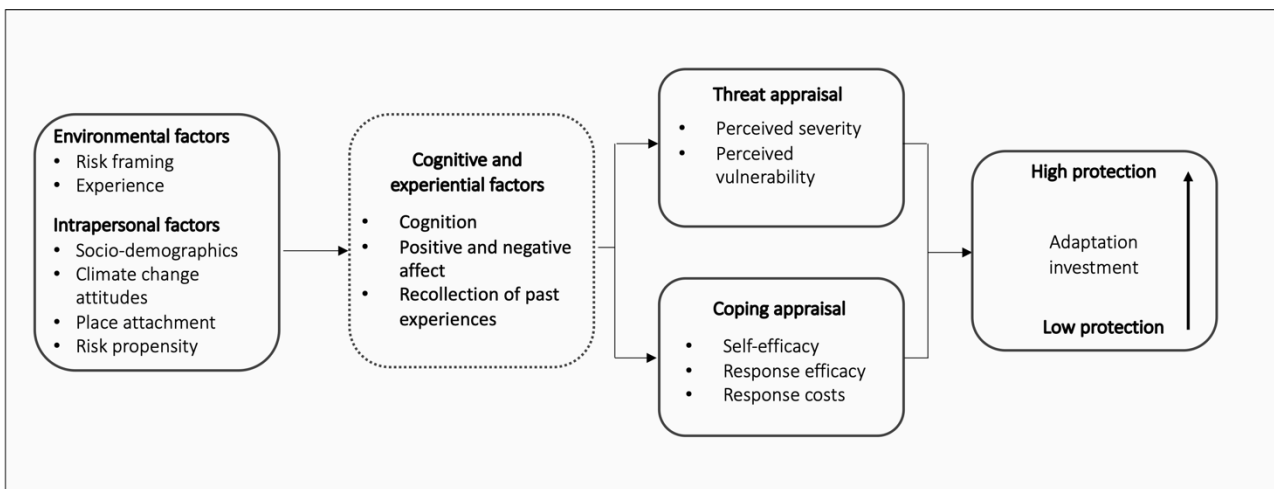 Environmental factors
• Risk framing
• Experience
Intrapersonal factors
• Socio-demographics
• Climate change
attitudes
• Place attachment
• Risk propensity
Cognitive and
experiential factors
• Cognition
• Positive and negative
affect
• Recollection of past
experiences
Threat appraisal
• Perceived severity
• Perceived
vulnerability
Coping appraisal
• Self-efficacy
• Response efficacy
• Response costs
High protection
Adaptation
investment
Low protection